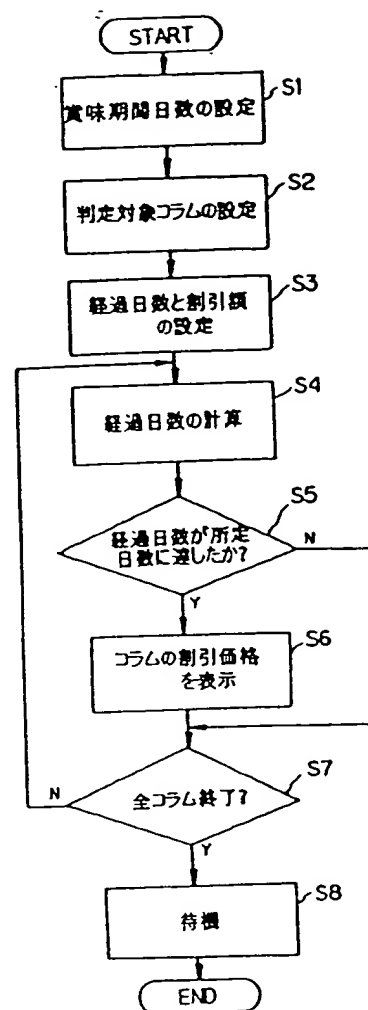 START
賞味期間日数の設定
S1
判定対象コラムの設定
S2
経過日数と割引額
の設定
S3
経過日数の計算
S4
経過日数が所定
日数に達したか?
S5
N
Y
コラムの割引価格
を表示
S6
全コラム終了?
S7
N
Y
待機
S8
END